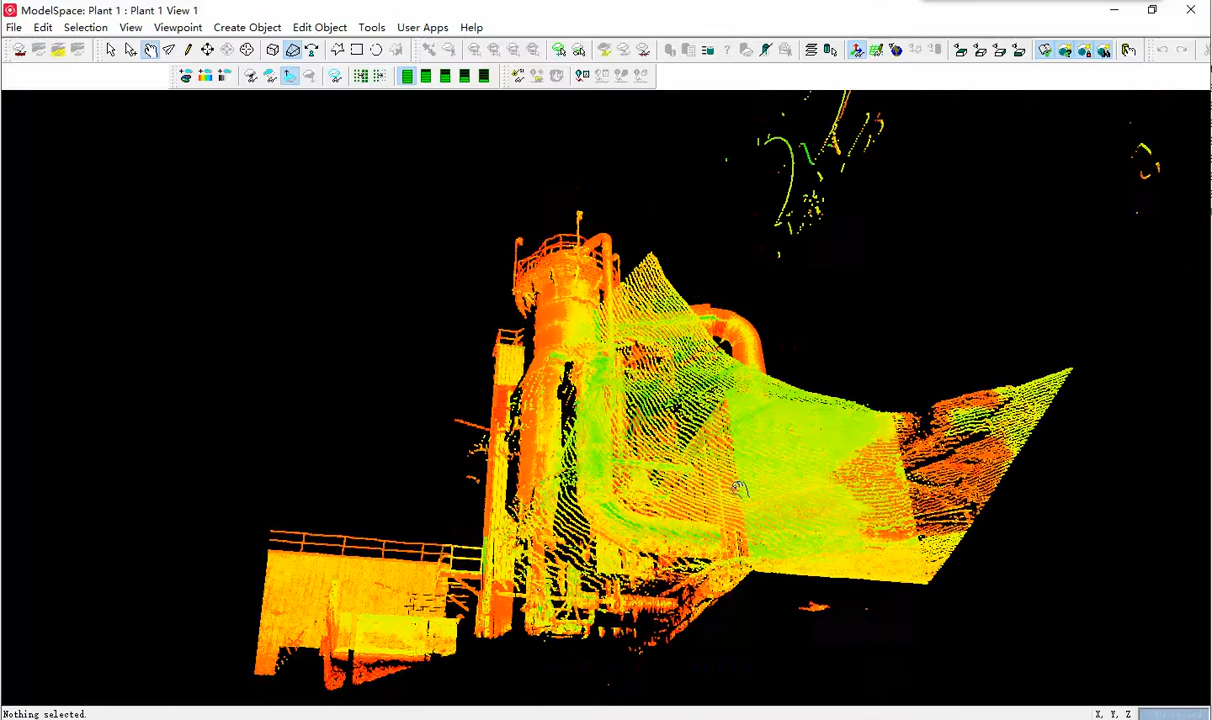 ModelSpace: Plant 1 : Plant 1 View 1
File Edit Selection View Viewpoint Create Object Edit Object Tools User Apps Help
Nothing selected.
X, Y, Z